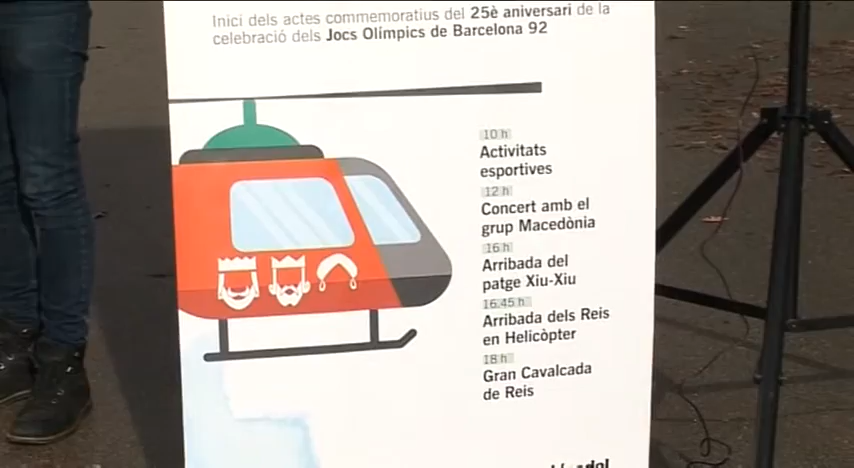 Inici dels actes commemoratius del 25è aniversari de la
celebració dels Jocs Olímpics de Barcelona 92
10 h
Activitats
esportives
12 h
Concert amb el
grup Macedònia
16 h
Arribada del
patge Xiu-Xiu
16:45 h
Arribada dels Reis
en Helicòpter
18 h
Gran Cavalcada
de Reis